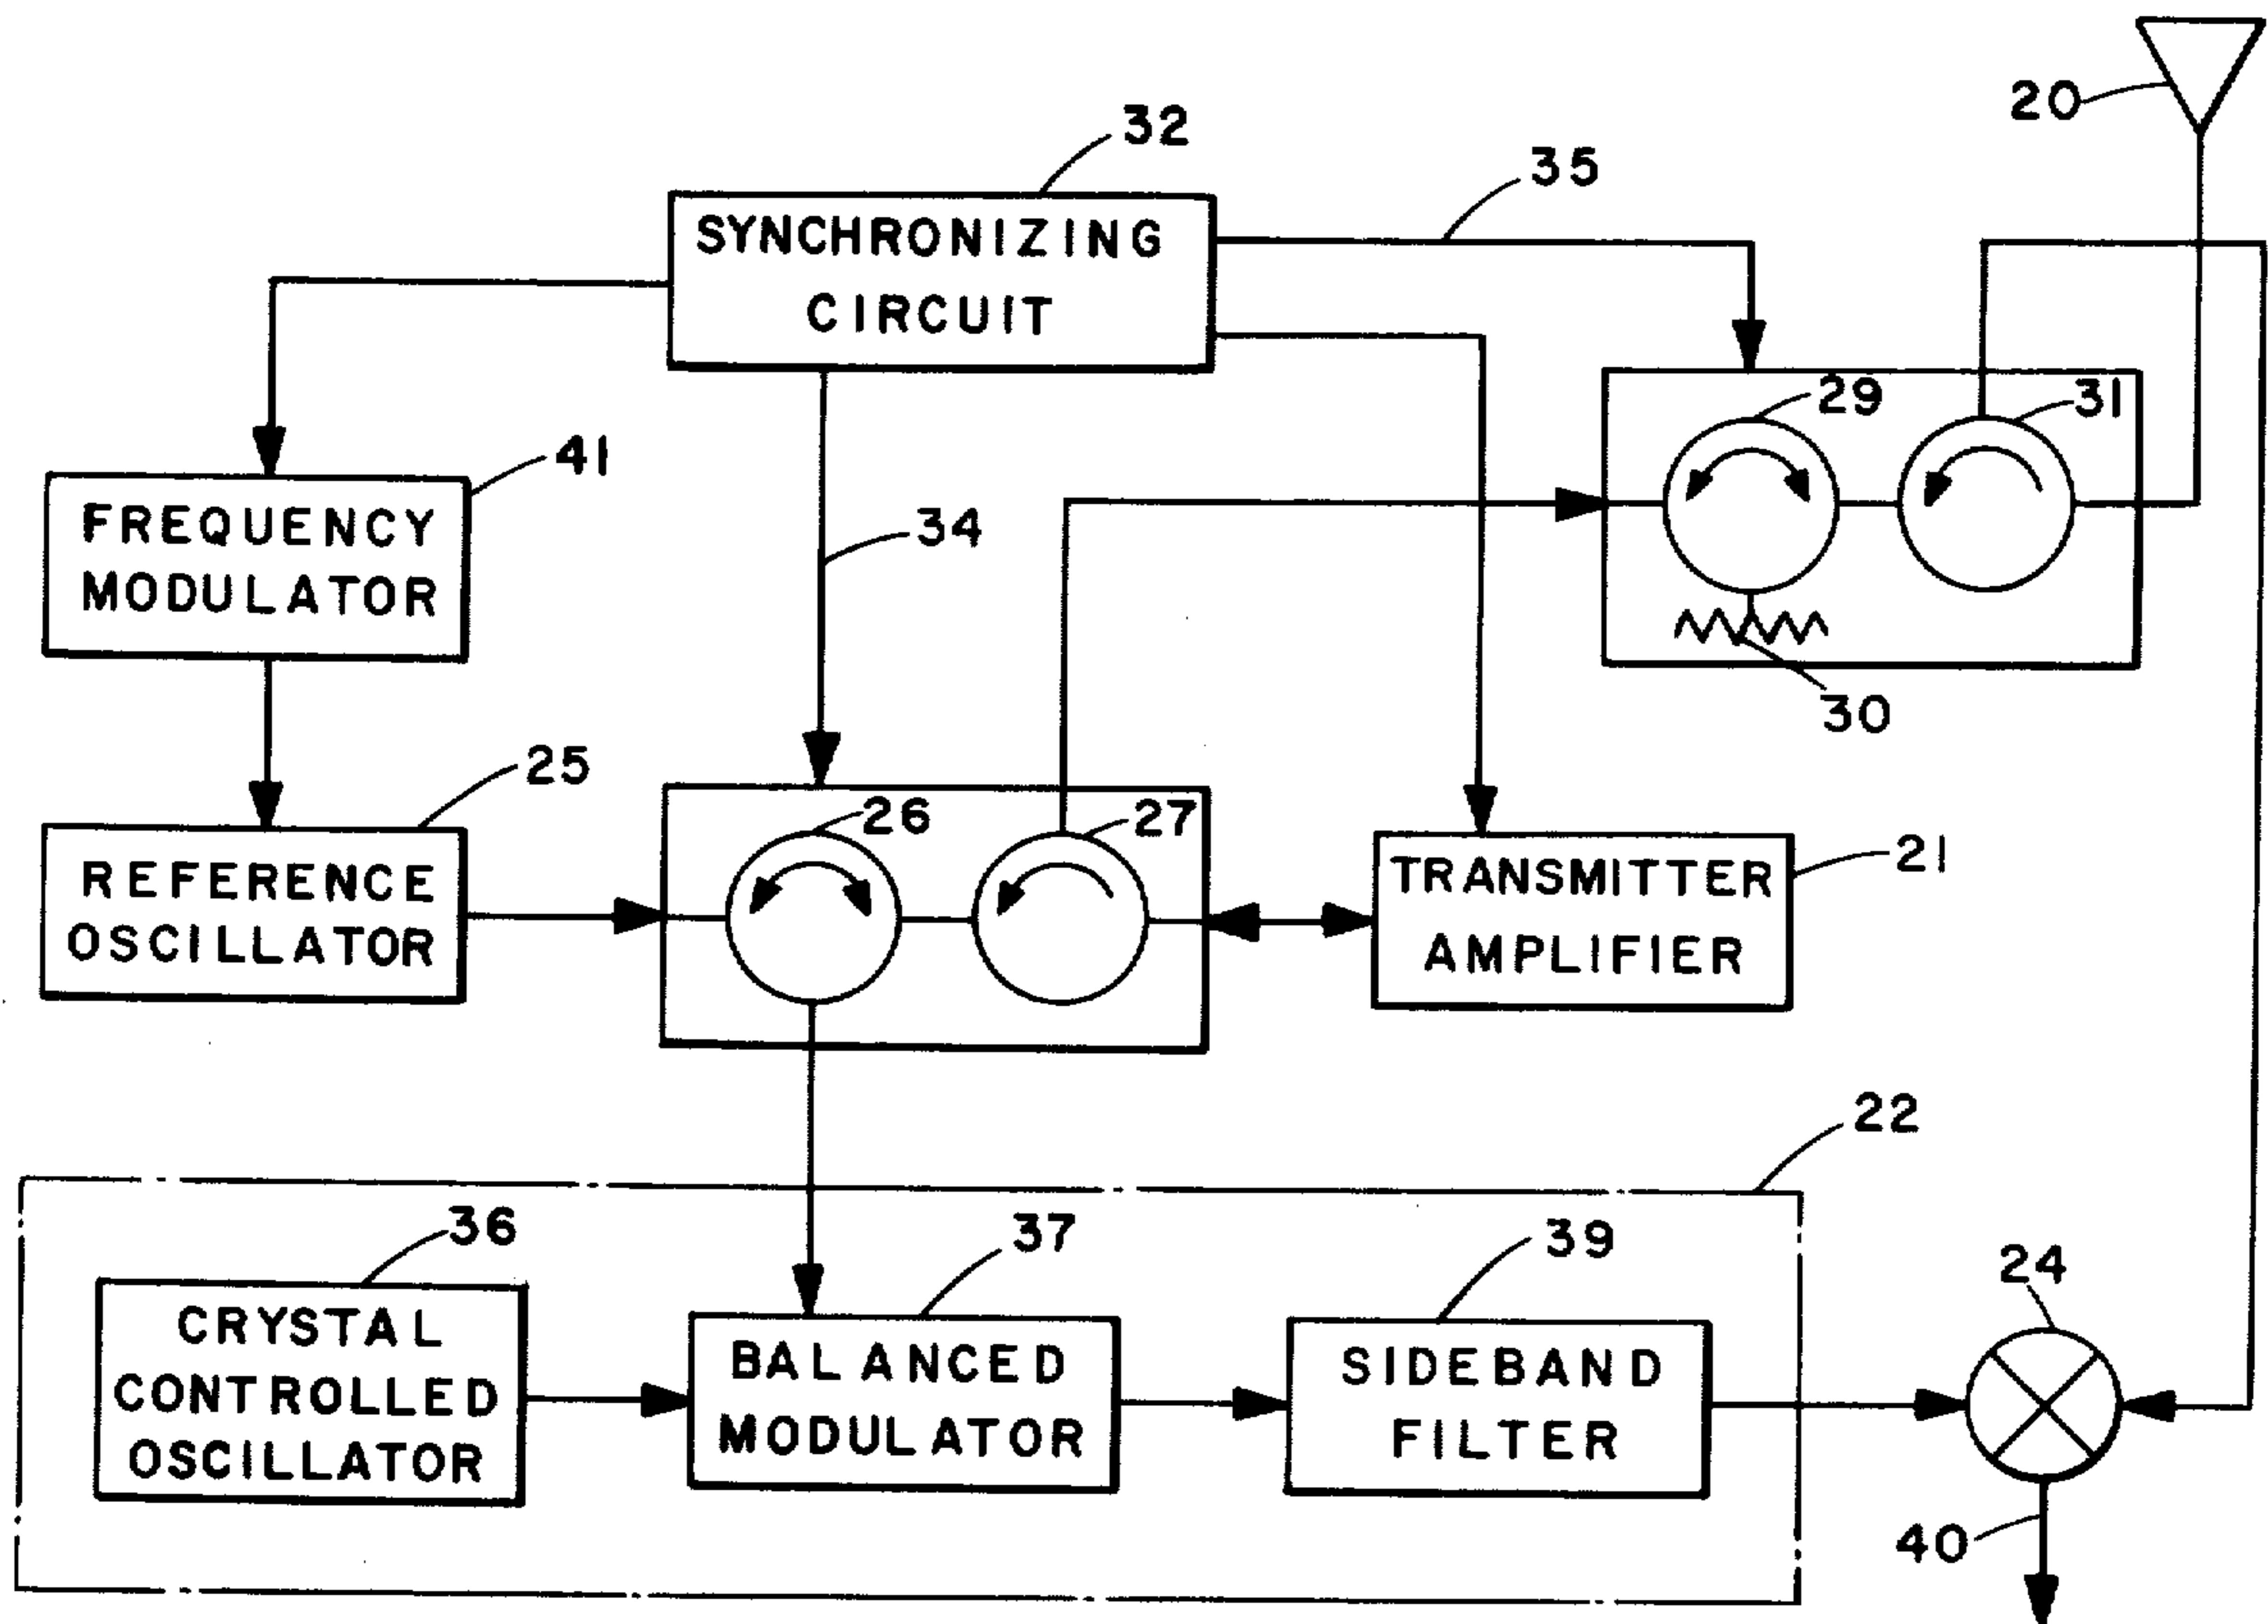 20
32
35
SYNCHRONIZING
CIRCUIT
29
31
41
FREQUENCY
MODULATOR
34
30
25
26
27
REFERENCE
OSCILLATOR
TRANSMITTER
AMPLIFIER
21
22
36
37
39
24
CRYSTAL
CONTROLLED
OSCILLATOR
BALANCED
MODULATOR
SIDEBAND
FILTER
40